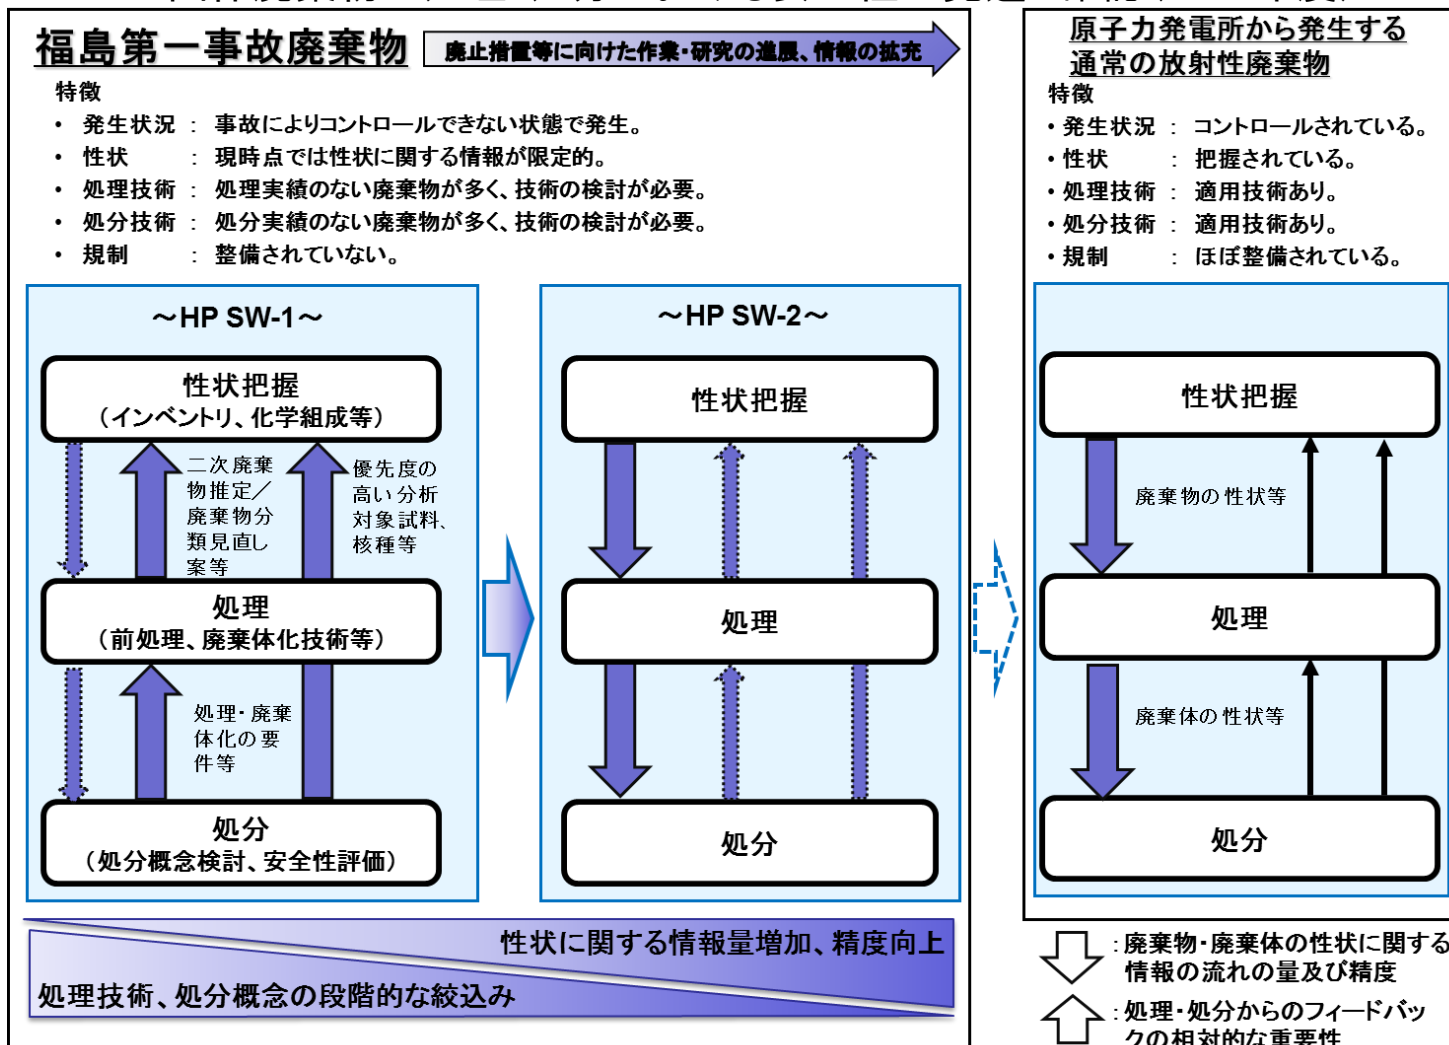 福島第一事故廃棄物
廃止措置等に向けた作業・研究の進展、情報の拡充
特徴
・ 発生状況 ： 事故によりコントロールできない状態で発生。
・ 性状 ： 現時点では性状に関する情報が限定的。
・ 処理技術 ： 処理実績のない廃棄物が多く、技術の検討が必要。
・ 処分技術 ： 処分実績のない廃棄物が多く、技術の検討が必要。
・ 規制 ： 整備されていない。
～HP SW-1～
性状把握
（インベントリ、化学組成等）
二次廃棄
物推定／
廃棄物分
類見直し
案等
優先度の
高い分析
対象試料、
核種等
処理
（前処理、廃棄体化技術等）
処理・廃棄
体化の要
件等
処分
（処分概念検討、安全性評価）
～HP SW-2～
性状把握
処理
処分
性状に関する情報量増加、精度向上
処理技術、処分概念の段階的な絞込み
原子力発電所から発生する
通常の放射性廃棄物
特徴
・発生状況 ： コントロールされている。
・性状 ： 把握されている。
・処理技術 ： 適用技術あり。
・処分技術 ： 適用技術あり。
・規制 ： ほぼ整備されている。
性状把握
廃棄物の性状等
処理
廃棄体の性状等
処分
：廃棄物・廃棄体の性状に関する
情報の流れの量及び精度
：処理・処分からのフィードバッ
クの相対的な重要性